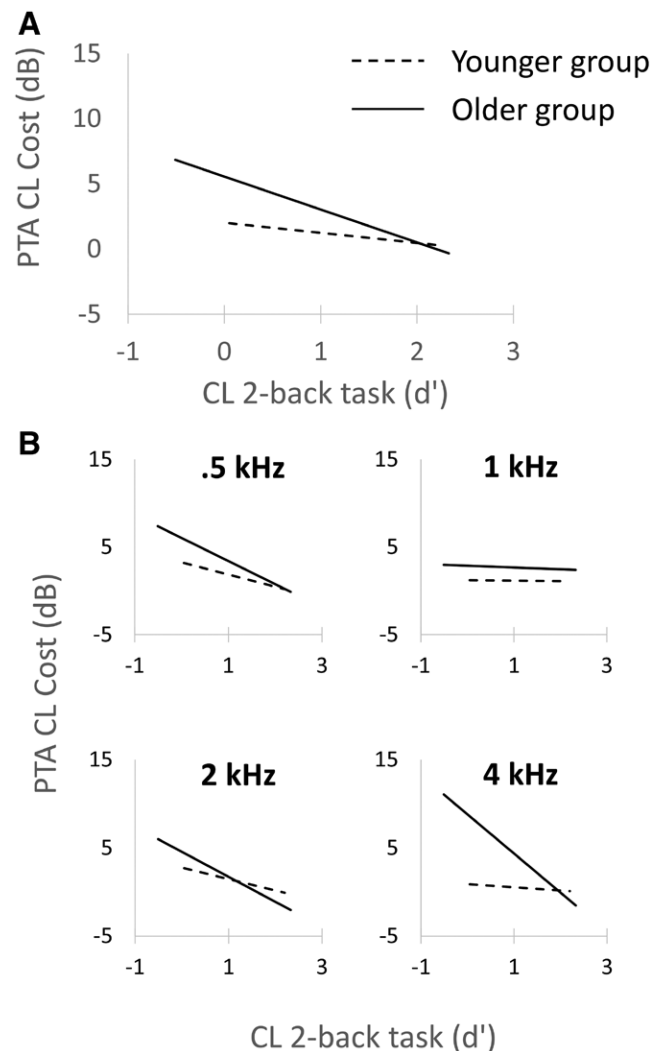 A
15
10
5
0
-5
PTA CL Cost (dB)
Younger group
Older group
-1 0 1 2 3
CL 2-back task (d')
B
PTA CL Cost (dB)
.5 kHz
15
5
-5
-1 1 3
1 kHz
15
5
-5
-1 1 3
2 kHz
15
5
-5
-1 1 3
4 kHz
15
5
-5
-1 1 3
CL 2-back task (d')